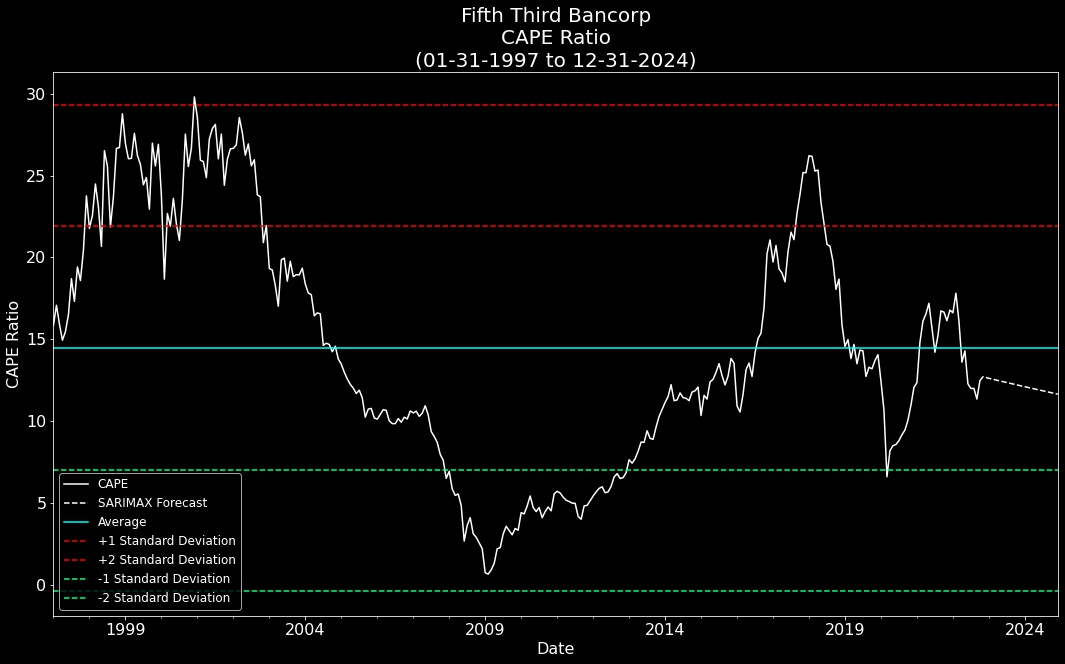 Fifth Third Bancorp
CAPE Ratio
(01-31-1997 to 12-31-2024)
CAPE Ratio
30
25
20
15
10
5
0
CAPE
SARIMAX Forecast
Average
+1 Standard Deviation
+2 Standard Deviation
-1 Standard Deviation
-2 Standard Deviation
1999 2004 2009 2014 2019 2024
Date